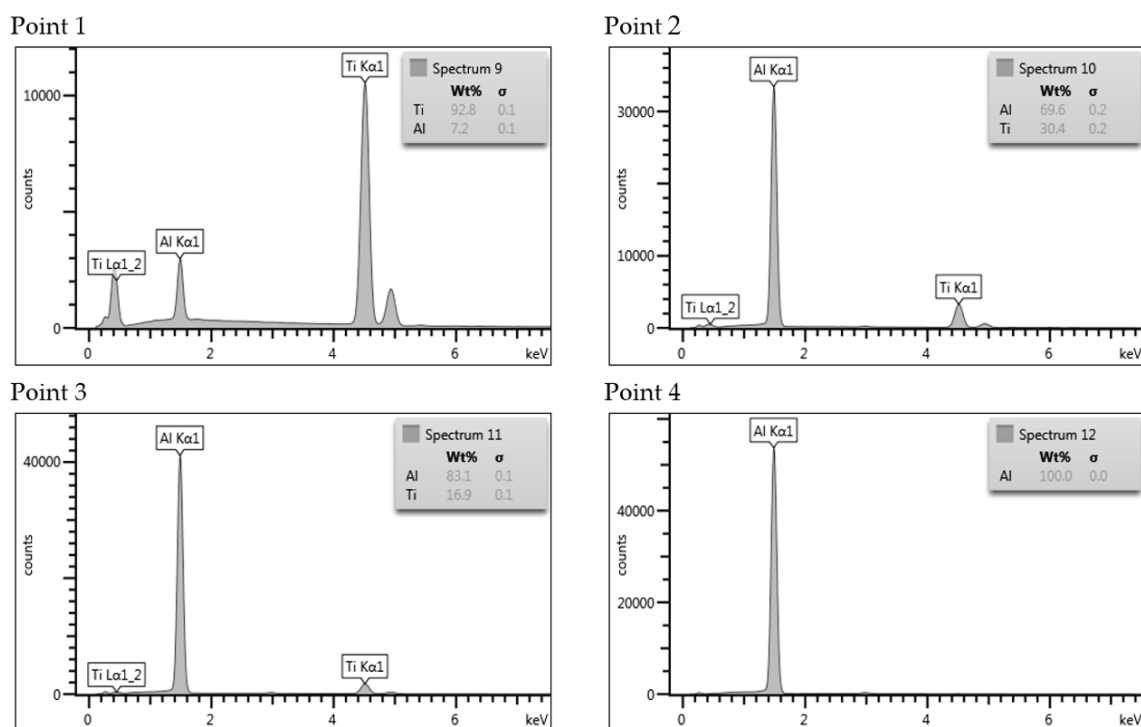 Point 1
Ti Kα1
Spectrum 9
Wt% σ
Ti 92.8 0.1
Al 7.2 0.1
10000
counts
Al Kα1
Ti Lα1_2
0
0 2 4 6 keV
Point 2
Al Kα1
Spectrum 10
Wt% σ
Al 69.6 0.2
Ti 30.4 0.2
30000
counts
10000
Ti Kα1
Ti Lα1_2
0
0 2 4 6 keV
Point 3
Al Kα1
Spectrum 11
Wt% σ
Al 83.1 0.1
Ti 16.9 0.1
40000
counts
Ti Kα1
Ti Lα1_2
0
0 2 4 6 keV
Point 4
Al Kα1
Spectrum 12
Wt% σ
Al 100.0 0.0
40000
counts
20000
0
0 2 4 6 keV